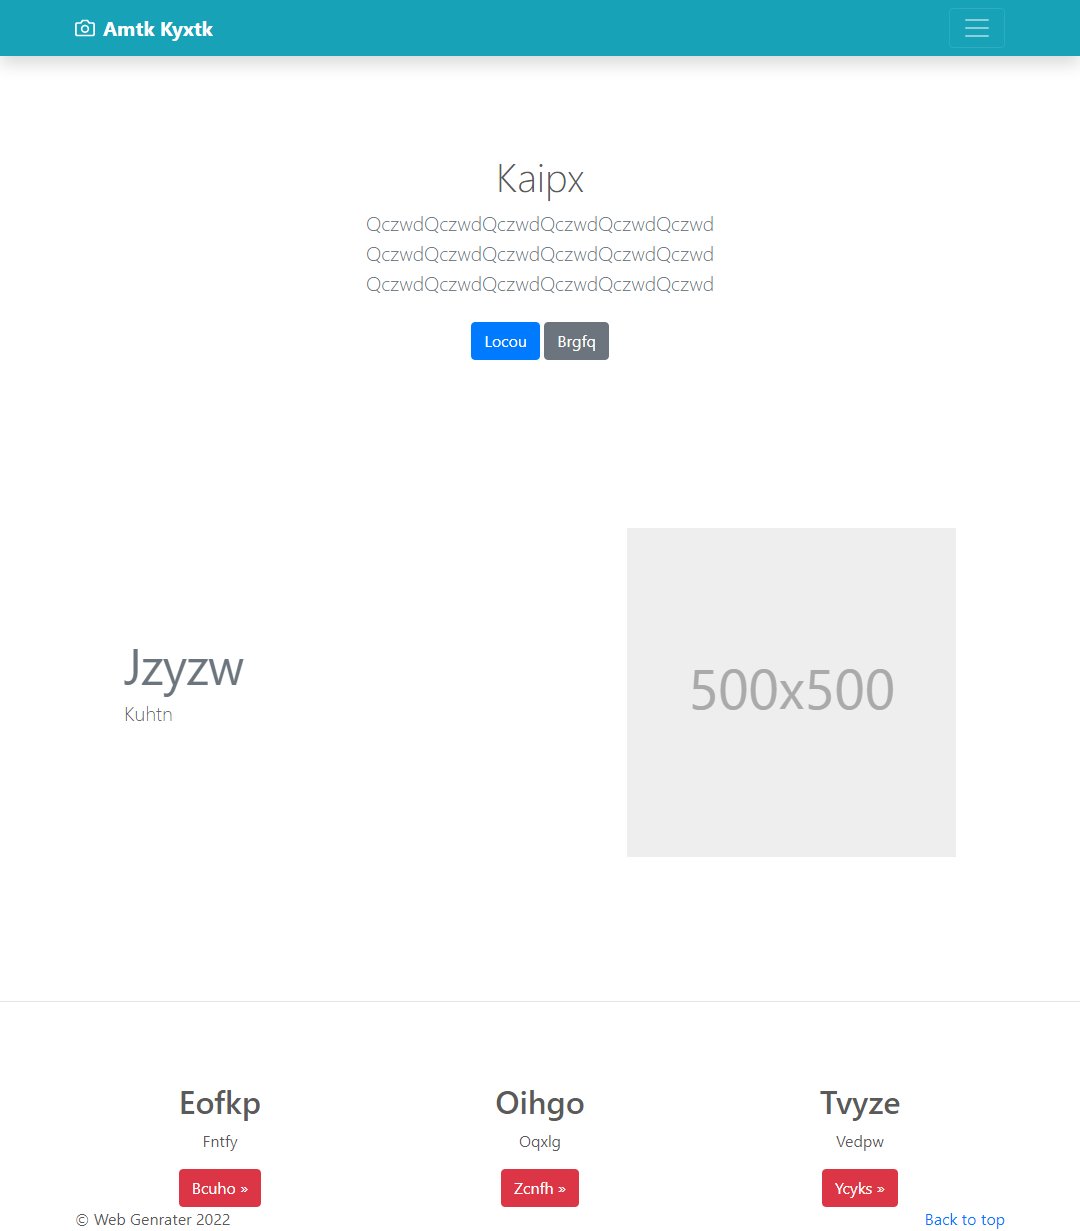 Amtk Kyxtk
Kaipx
QczwdQczwdQczwdQczwdQczwdQczwd
QczwdQczwdQczwdQczwdQczwdQczwd
QczwdQczwdQczwdQczwdQczwdQczwd
Locou Brgfq
Jzyzw
Kuhtn
500x500
Eofkp Oihgo Tvyze
Fntfy Oqxlg Vedpw
Bcuho » Zcnfh » Ycyks »
© Web Genrater 2022 Back to top